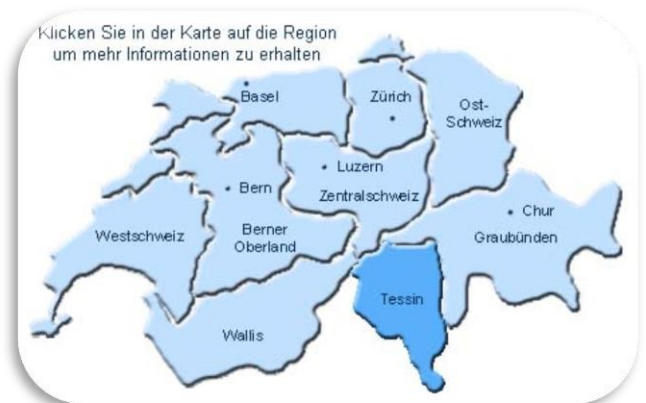 Klicken Sie in der Karte auf die Region
um mehr Informationen zu erhalten
Basel
Zürich
Ost-
Schweiz
Luzern
Bern
Zentralschweiz
Chur
Westschweiz
Berner
Oberland
Graubünden
Tessin
Wallis